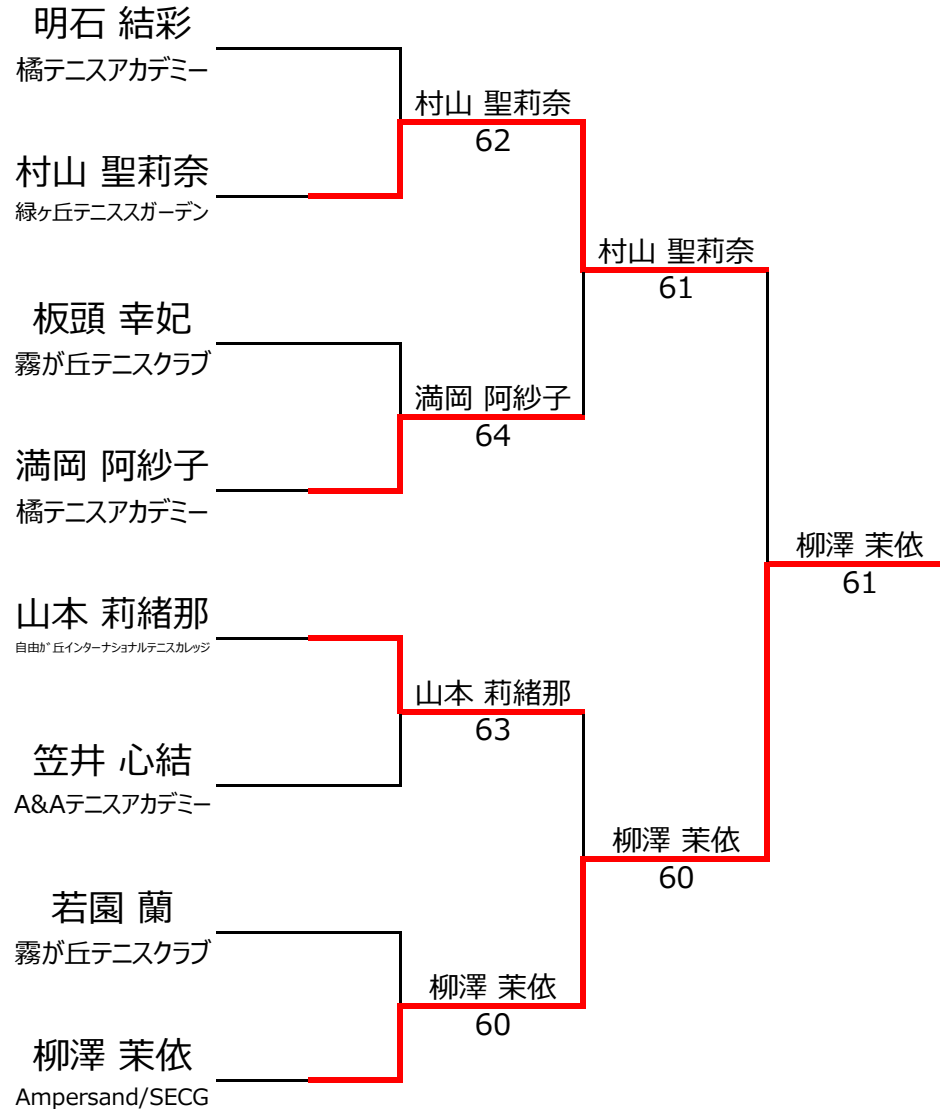 明石 結彩
橘テニスアカデミー
村山 聖莉奈
緑ヶ丘テニススガーデン
板頭 幸妃
霧が丘テニスクラブ
満岡 阿紗子
橘テニスアカデミー
山本 莉緒那
自由ｶﾞ丘インターナショナルテニスカレッジ
笠井 心結
A&Aテニスアカデミー
若園 蘭
霧が丘テニスクラブ
柳澤 茉依
Ampersand/SECG
村山 聖莉奈
62
満岡 阿紗子
64
山本 莉緒那
63
柳澤 茉依
60
村山 聖莉奈
61
柳澤 茉依
60
柳澤 茉依
61